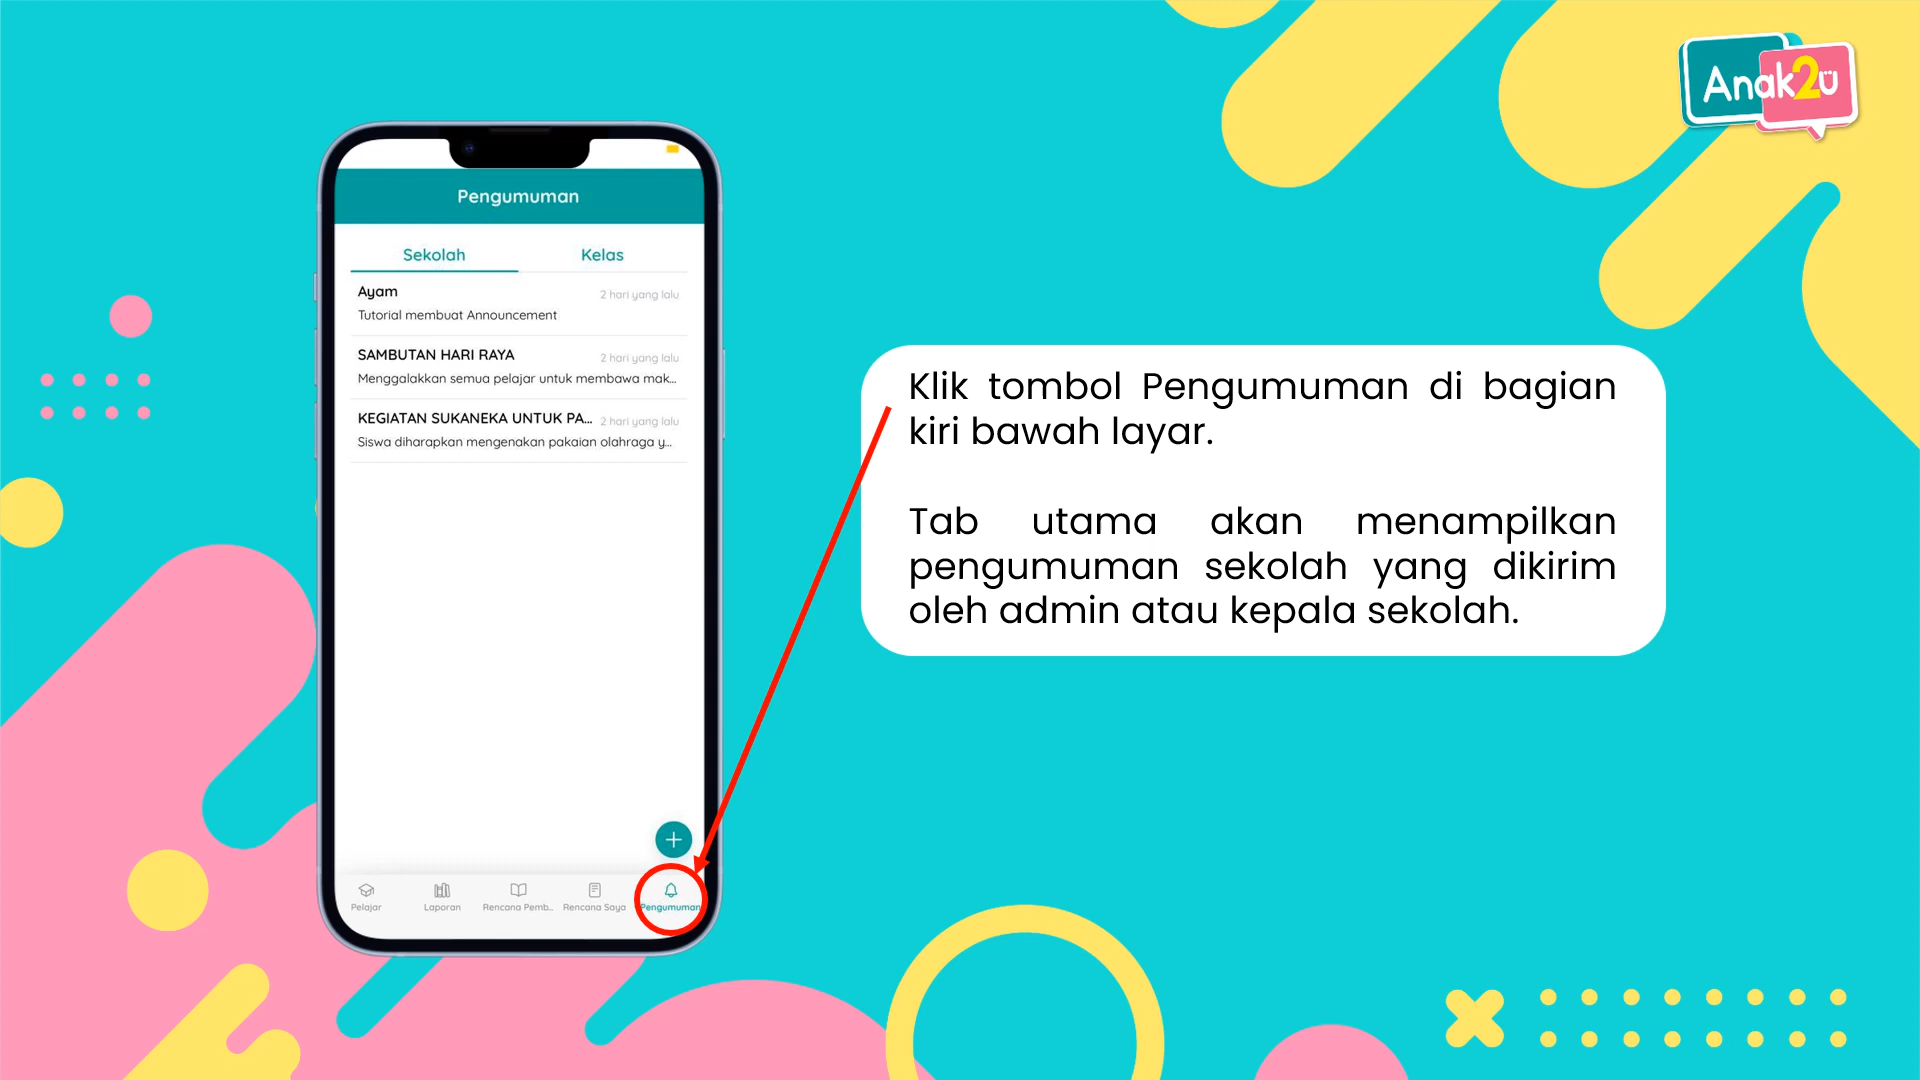 Anak2U
Pengumuman
Sekolah
Kelas
Ayam
2 hari yang lalu
Tutorial membuat Announcement
SAMBUTAN HARI RAYA
2 hari yang lalu
Menggalakkan semua pelajar untuk membawa mak...
KEGIATAN SUKANEKA UNTUK PA...
2 hari yang lalu
Siswa diharapkan mengenakan pakaian olahraga y...
Pelajar
Laporan
Rencana Pemb...
Rencana Saya
Pengumuman
Klik tombol Pengumuman di bagian
kiri bawah layar.
Tab utama akan menampilkan
pengumuman sekolah yang dikirim
oleh admin atau kepala sekolah.